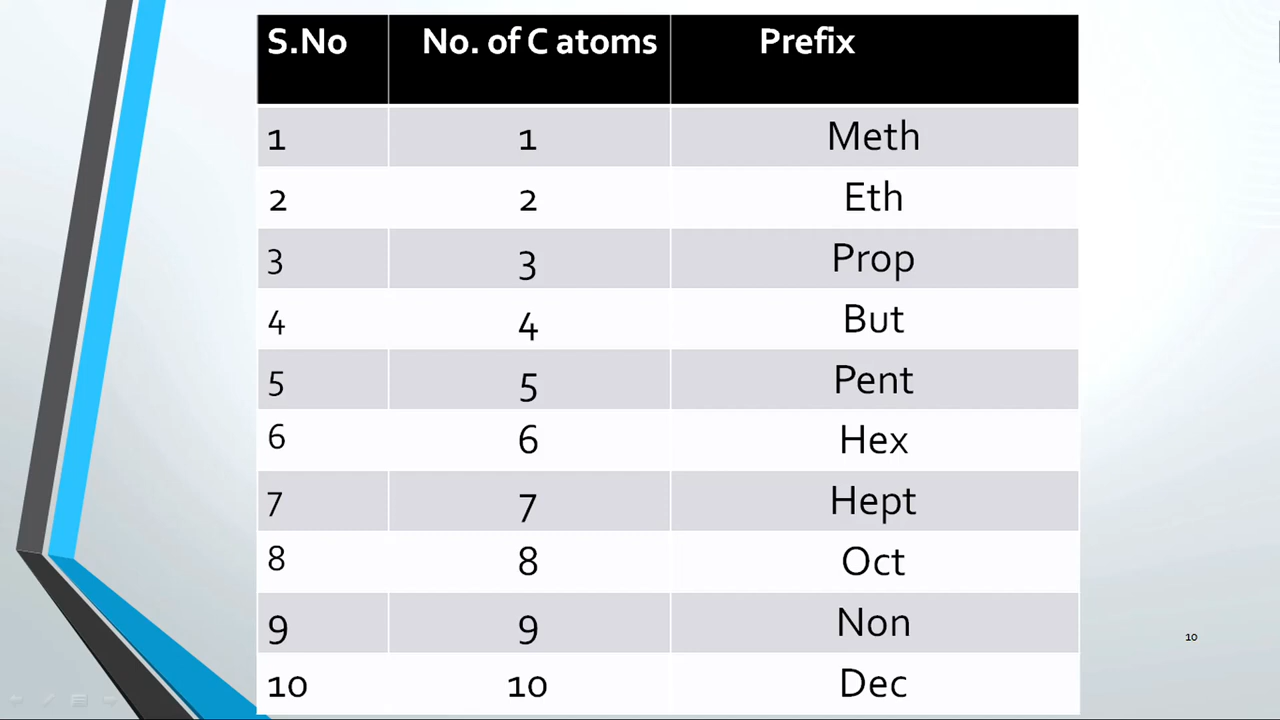 S.No No. of C atoms Prefix
1 1 Meth
2 2 Eth
3 3 Prop
4 4 But
5 5 Pent
6 6 Hex
7 7 Hept
8 8 Oct
9 9 Non
10 10 Dec
10